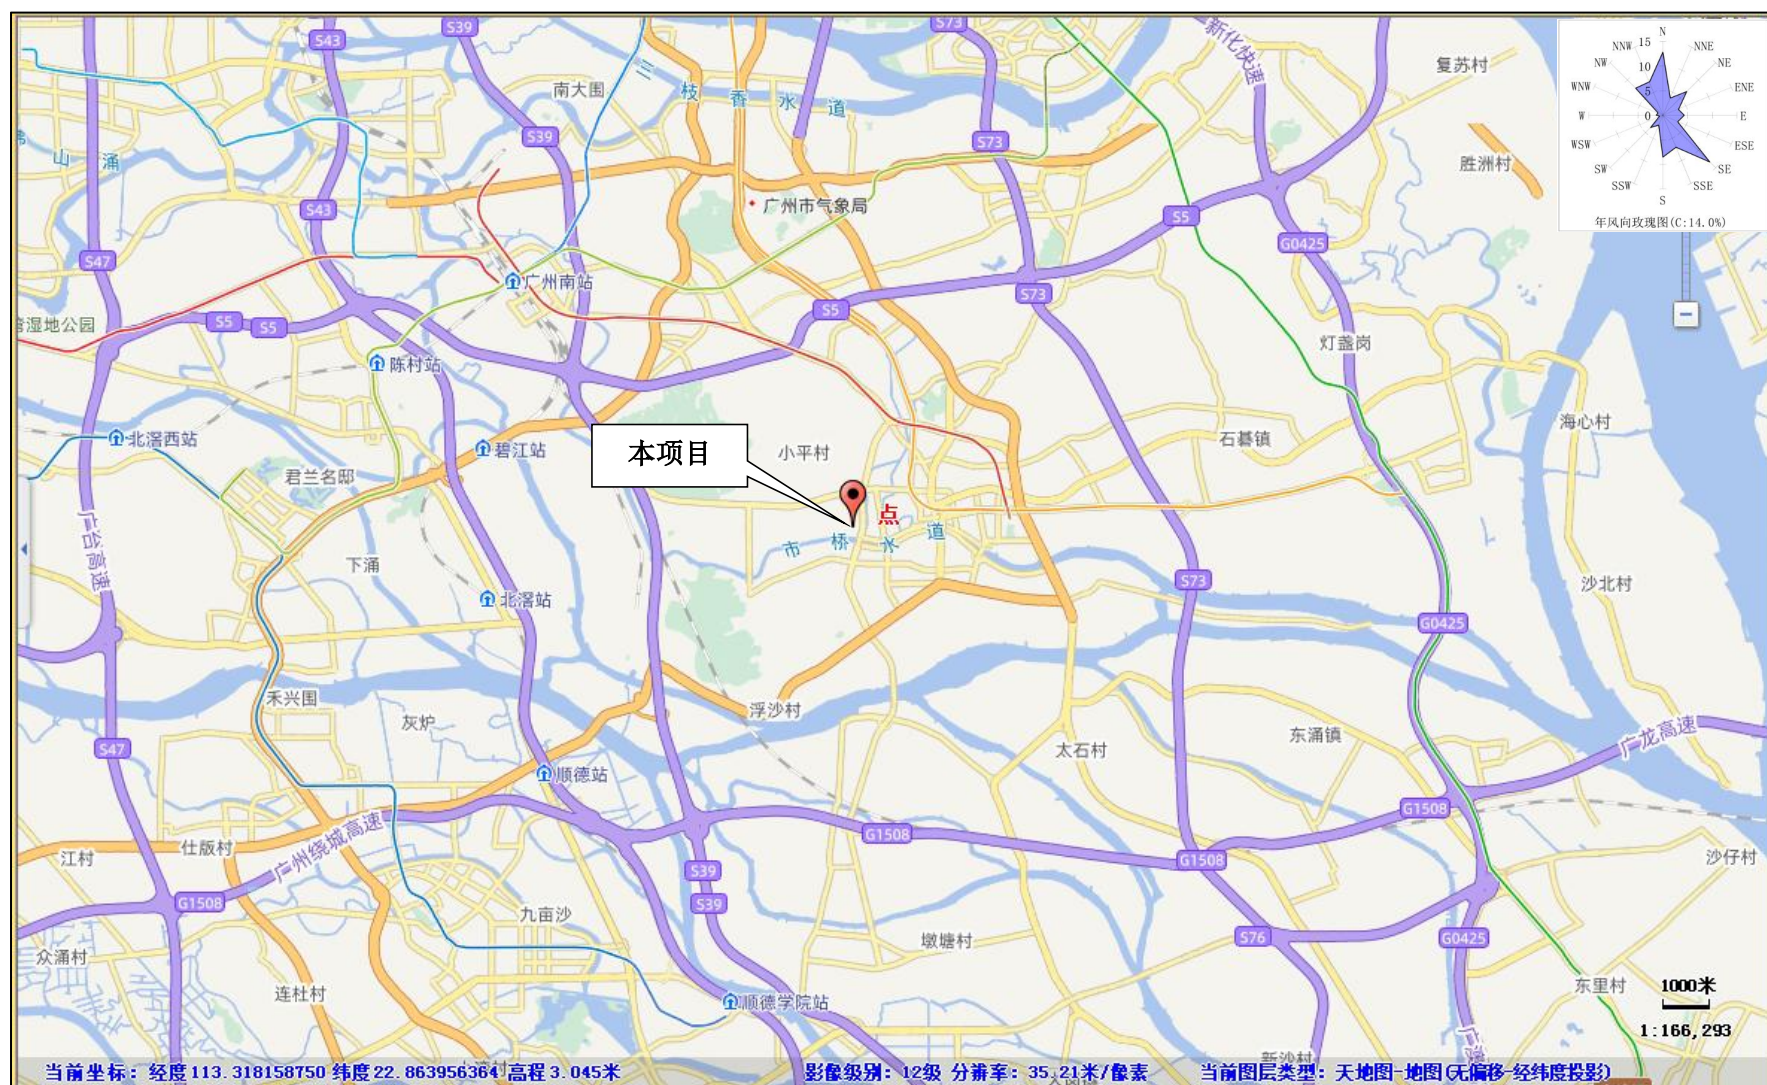 S43
S39
S73
新化快速
复苏村
N
NNW
15
NNE
NW
10
NE
WNW
5
ENE
W
0
E
WSW
ESE
SW
SE
SSW
SSE
S
年风向玫瑰图(C:14.0%)
南大围
三枝香水道
S39
S73
胜洲村
山涌
S43
广州市气象局
S5
G0425
S47
广州南站
S73
S5
S5
S5
湿地公园
灯盏岗
陈村站
海心村
北滘西站
碧江站
本项目
小平村
石碁镇
君兰名邸
点
市桥水道
广台高速
下涌
北滘站
S73
沙北村
G0425
禾兴围
灰炉
浮沙村
太石村
东涌镇
广龙高速
S47
顺德站
G1508
G1508
G1508
仕版村
江村
广州绕城高速
沙仔村
S39
G1508
S39
九亩沙
墩塘村
S76
G0425
众涌村
连杜村
顺德学院站
东里村
1000米
1:166,293
新沙村
当前坐标：经度113.318158750 纬度22.863956364 高程3.045米
影像级别：12级 分辨率：35.21米/像素
当前图层类型：天地图-地图(无偏移-经纬度投影)